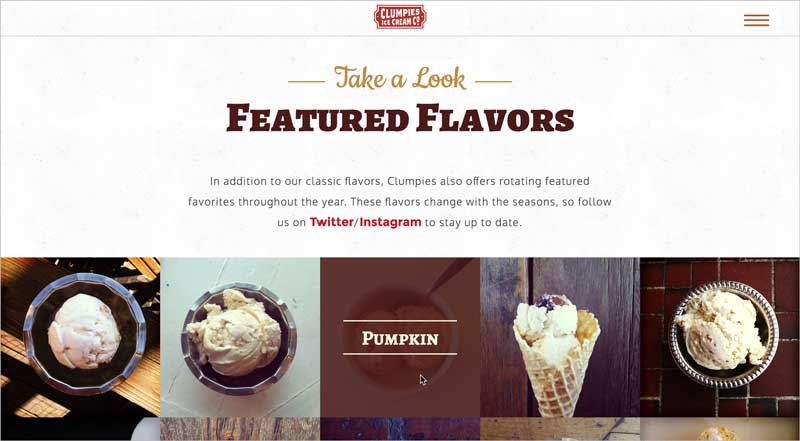 CLUMPIES
ICE CREAM CO.
Take a Look
Featured Flavors
In addition to our classic flavors, Clumpies also offers rotating featured
favorites throughout the year. These flavors change with the seasons, so follow
us on Twitter/Instagram to stay up to date.
Pumpkin